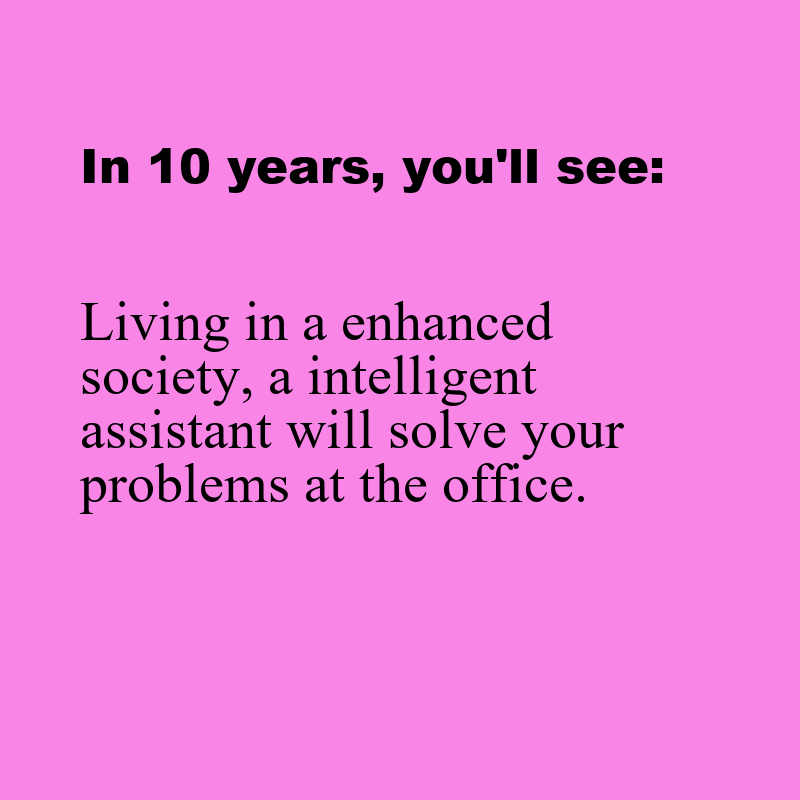 In 10 years, you'll see:
Living in a enhanced
society, a intelligent
assistant will solve your
problems at the office.